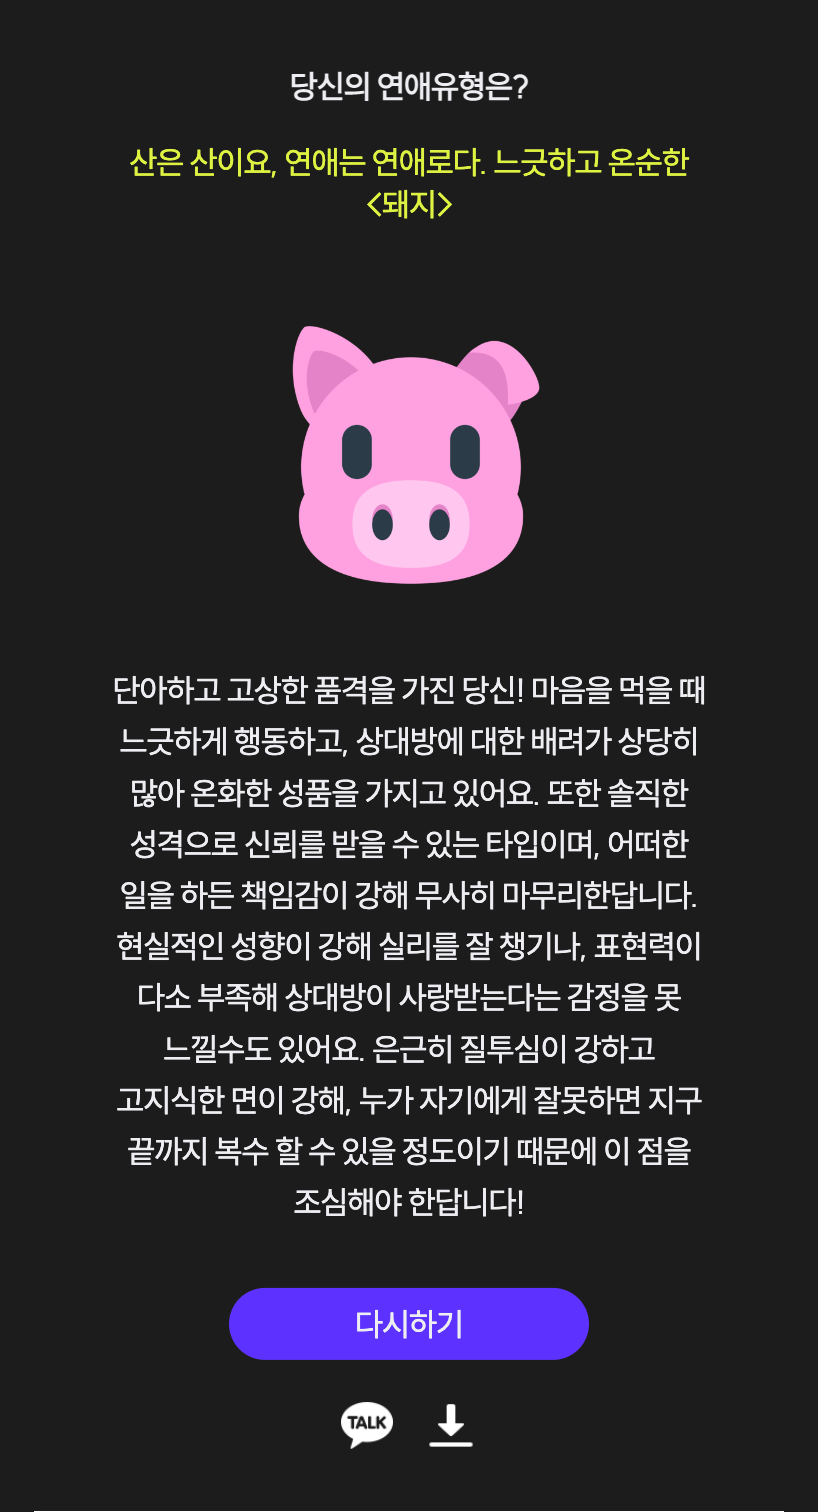 당신의 연애유형은?
산은 산이요, 연애는 연애로다. 느긋하고 온순한
<돼지>
단아하고 고상한 품격을 가진 당신! 마음을 먹을 때
느긋하게 행동하고, 상대방에 대한 배려가 상당히
많아 온화한 성품을 가지고 있어요. 또한 솔직한
성격으로 신뢰를 받을 수 있는 타입이며, 어떠한
일을 하든 책임감이 강해 무사히 마무리한답니다.
현실적인 성향이 강해 실리를 잘 챙기나, 표현력이
다소 부족해 상대방이 사랑받는다는 감정을 못
느낄수도 있어요. 은근히 질투심이 강하고
고지식한 면이 강해, 누가 자기에게 잘못하면 지구
끝까지 복수 할 수 있을 정도이기 때문에 이 점을
조심해야 한답니다!
다시하기
TALK